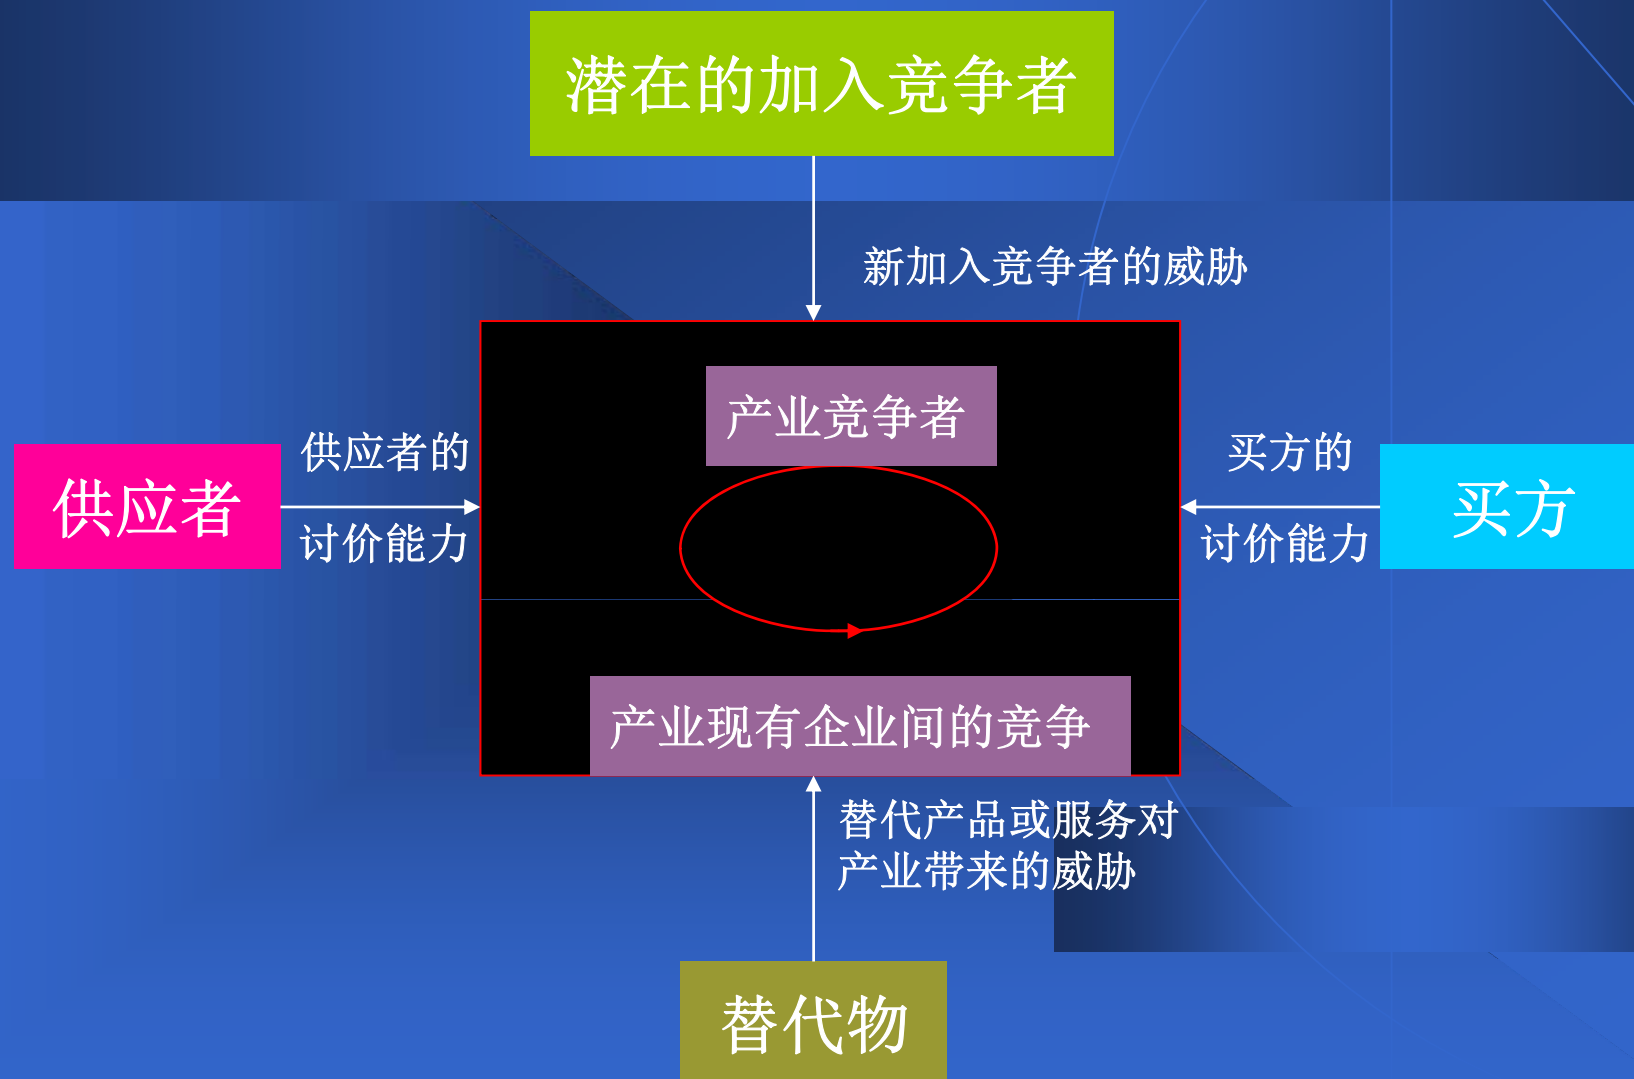 潜在的加入竞争者
新加入竞争者的威胁
产业竞争者
供应者的
讨价能力
供应者
买方的
讨价能力
买方
产业现有企业间的竞争
替代产品或服务对
产业带来的威胁
替代物